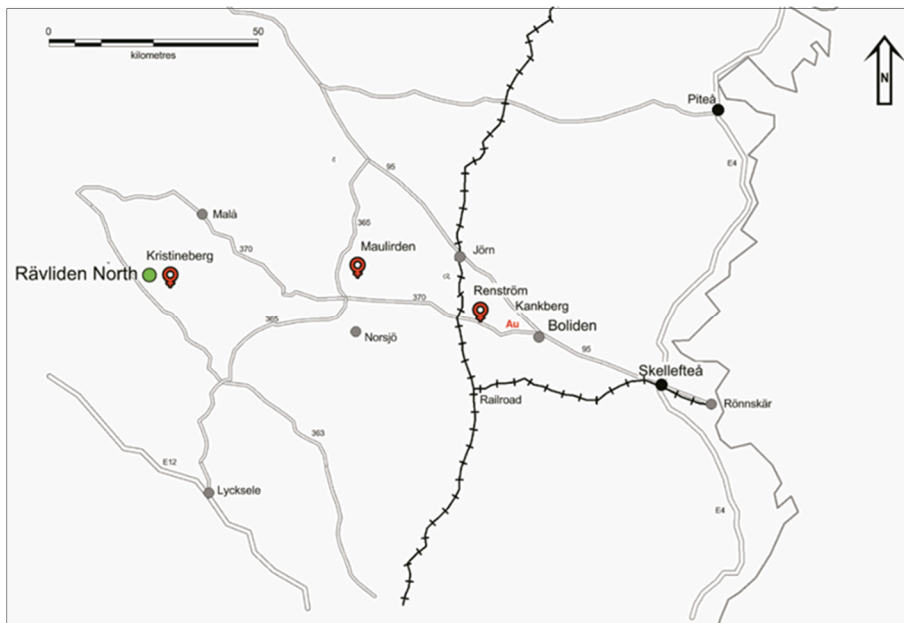 0 50
kilometres
N
Piteå
E4
95
Malå
365
Kristineberg
Maulirden
Jörn
370
Rävliden North
Renström
370
Kankberg
365
Au
Boliden
Norsjö
95
Skellefteå
Railroad
Rönnskär
363
E12
Lycksele
E4